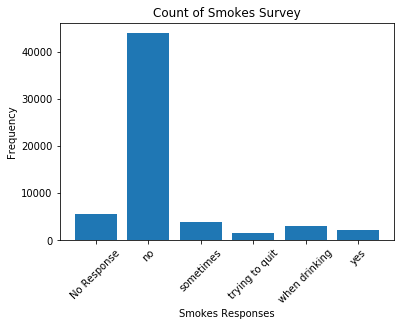 Count of Smokes Survey
Frequency
40000
30000
20000
10000
0
No Response
no
sometimes
trying to quit
when drinking
yes
Smokes Responses